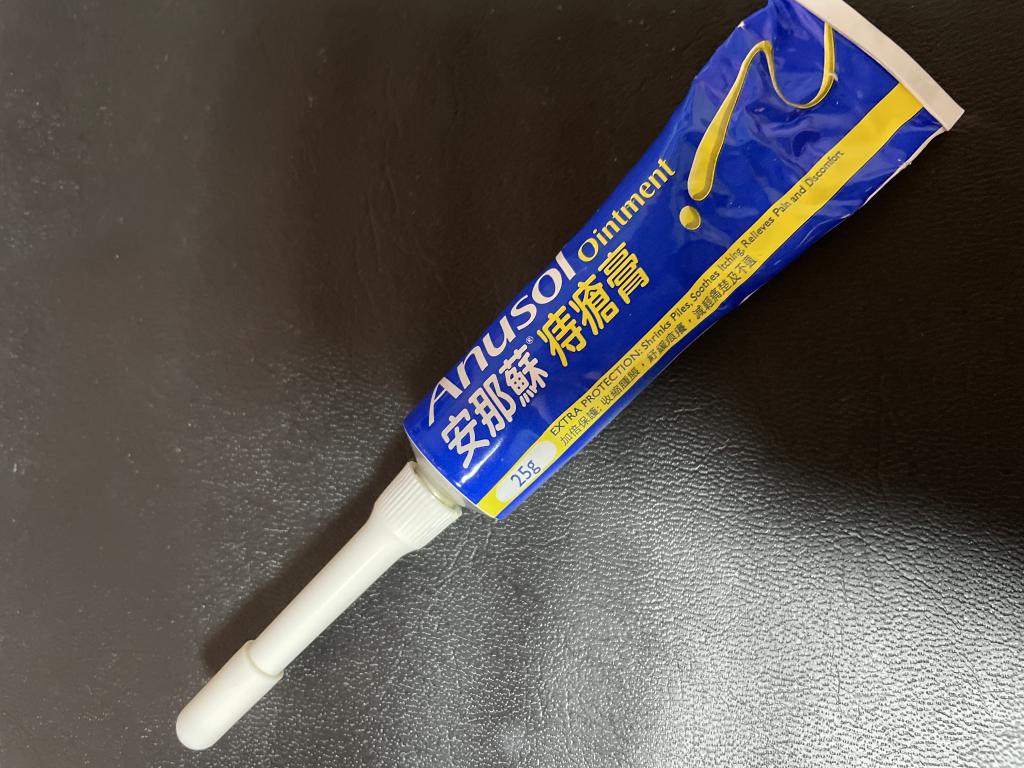 Anusol Ointment
安那蘇® 痔瘡膏
25g
EXTRA PROTECTION: Shrinks Piles, Soothes Itching, Relieves Pain and Discomfort
加倍保護: 收縮腫脹，舒緩痕癢，減輕痛楚及不適